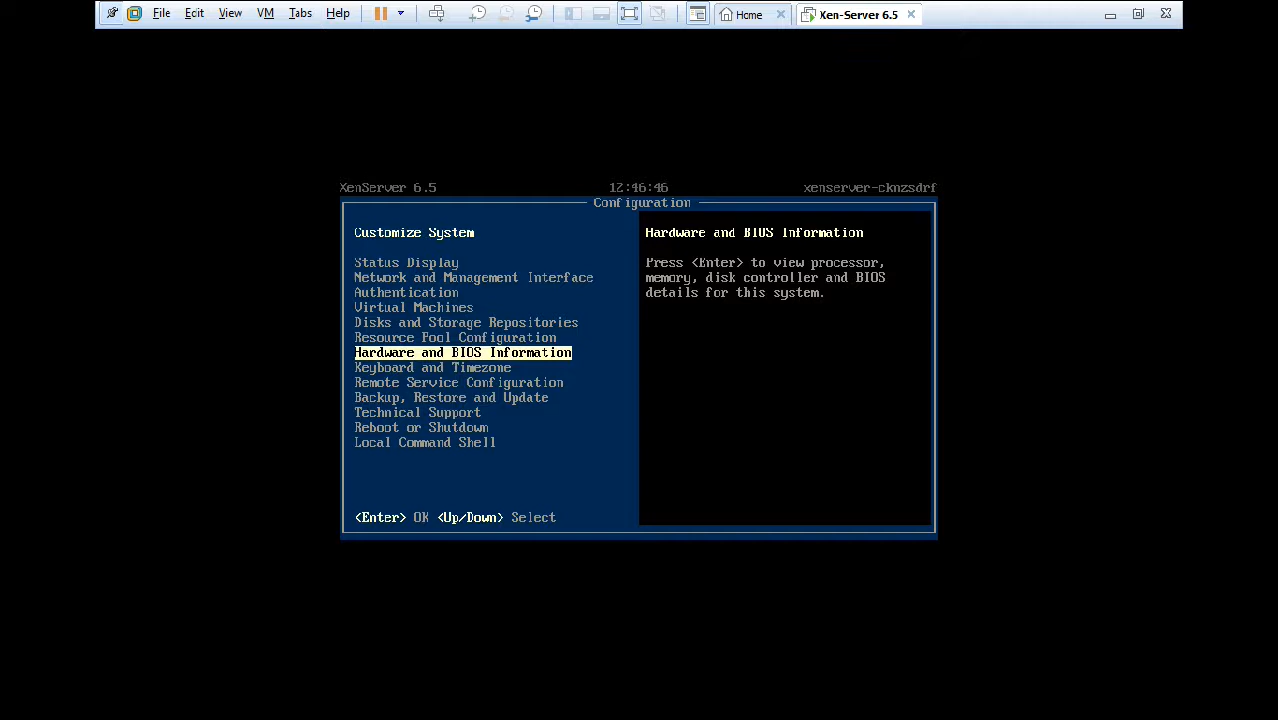 File Edit View VM Tabs Help Home Xen-Server 6.5
XenServer 6.5 12:46:46 xenserver-cknzsdrf
Configuration
Customize System
Status Display
Network and Management Interface
Authentication
Virtual Machines
Disks and Storage Repositories
Resource Pool Configuration
Hardware and BIOS Information
Keyboard and Timezone
Remote Service Configuration
Backup, Restore and Update
Technical Support
Reboot or Shutdown
Local Command Shell
<Enter> OK <Up/Down> Select
Hardware and BIOS Information
Press <Enter> to view processor,
memory, disk controller and BIOS
details for this system.